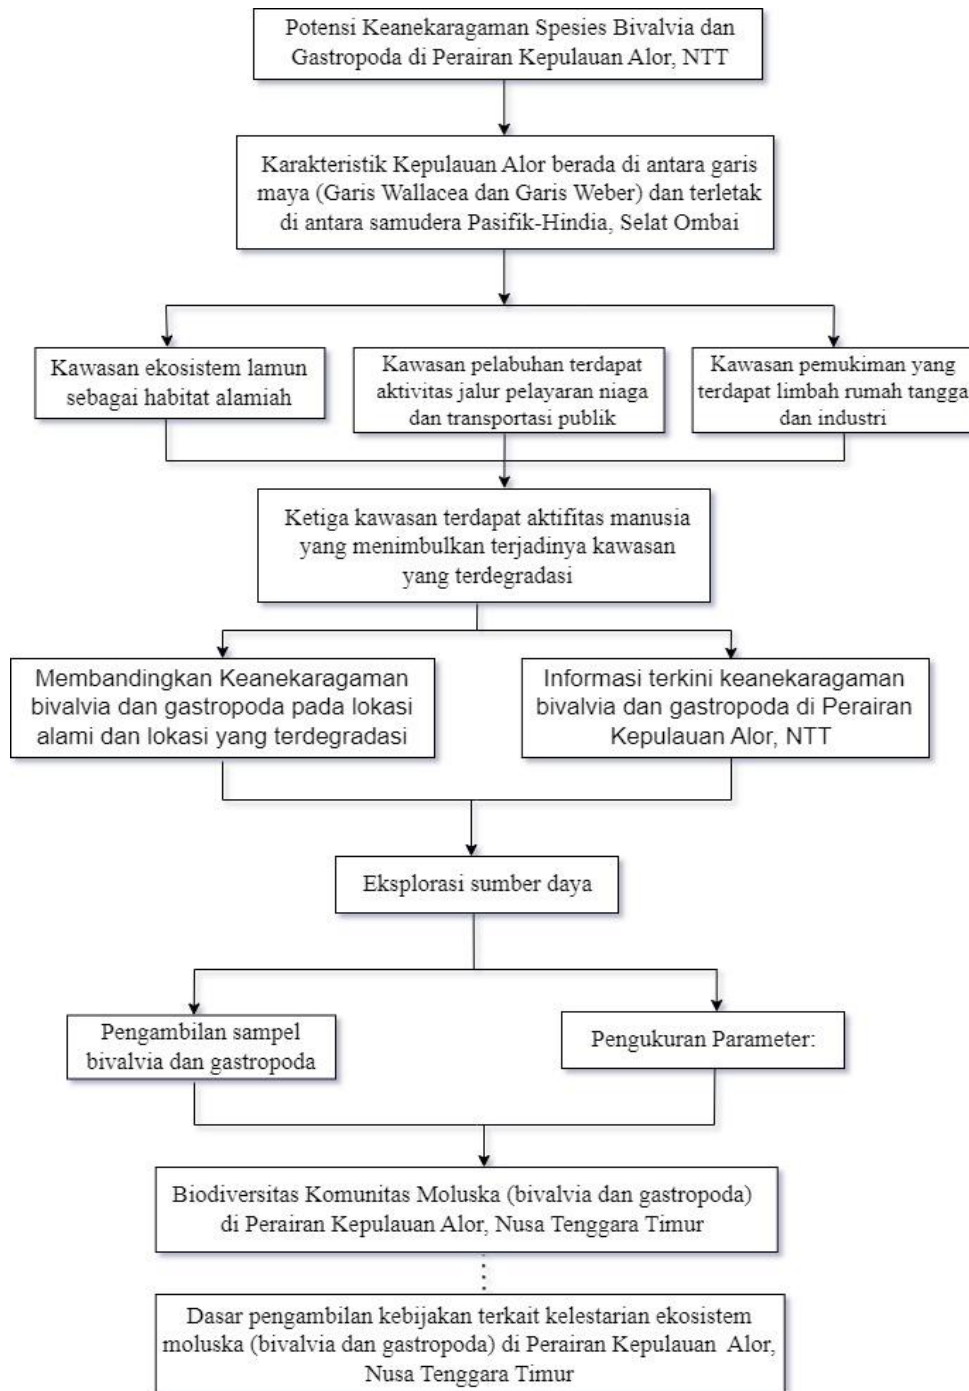 Potensi Keanekaragaman Spesies Bivalvia dan
Gastropoda di Perairan Kepulauan Alor, NTT
Karakteristik Kepulauan Alor berada di antara garis
maya (Garis Wallacea dan Garis Weber) dan terletak
di antara samudera Pasifik-Hindia, Selat Ombai
Kawasan ekosistem lamun
sebagai habitat alamiah
Kawasan pelabuhan terdapat
aktivitas jalur pelayaran niaga
dan transportasi publik
Kawasan pemukiman yang
terdapat limbah rumah tangga
dan industri
Ketiga kawasan terdapat aktifitas manusia
yang menimbulkan terjadinya kawasan
yang terdegradasi
Membandingkan Keanekaragaman
bivalvia dan gastropoda pada lokasi
alami dan lokasi yang terdegradasi
Informasi terkini keanekaragaman
bivalvia dan gastropoda di Perairan
Kepulauan Alor, NTT
Eksplorasi sumber daya
Pengambilan sampel
bivalvia dan gastropoda
Pengukuran Parameter:
Biodiversitas Komunitas Moluska (bivalvia dan gastropoda)
di Perairan Kepulauan Alor, Nusa Tenggara Timur
Dasar pengambilan kebijakan terkait kelestarian ekosistem
moluska (bivalvia dan gastropoda) di Perairan Kepulauan Alor,
Nusa Tenggara Timur